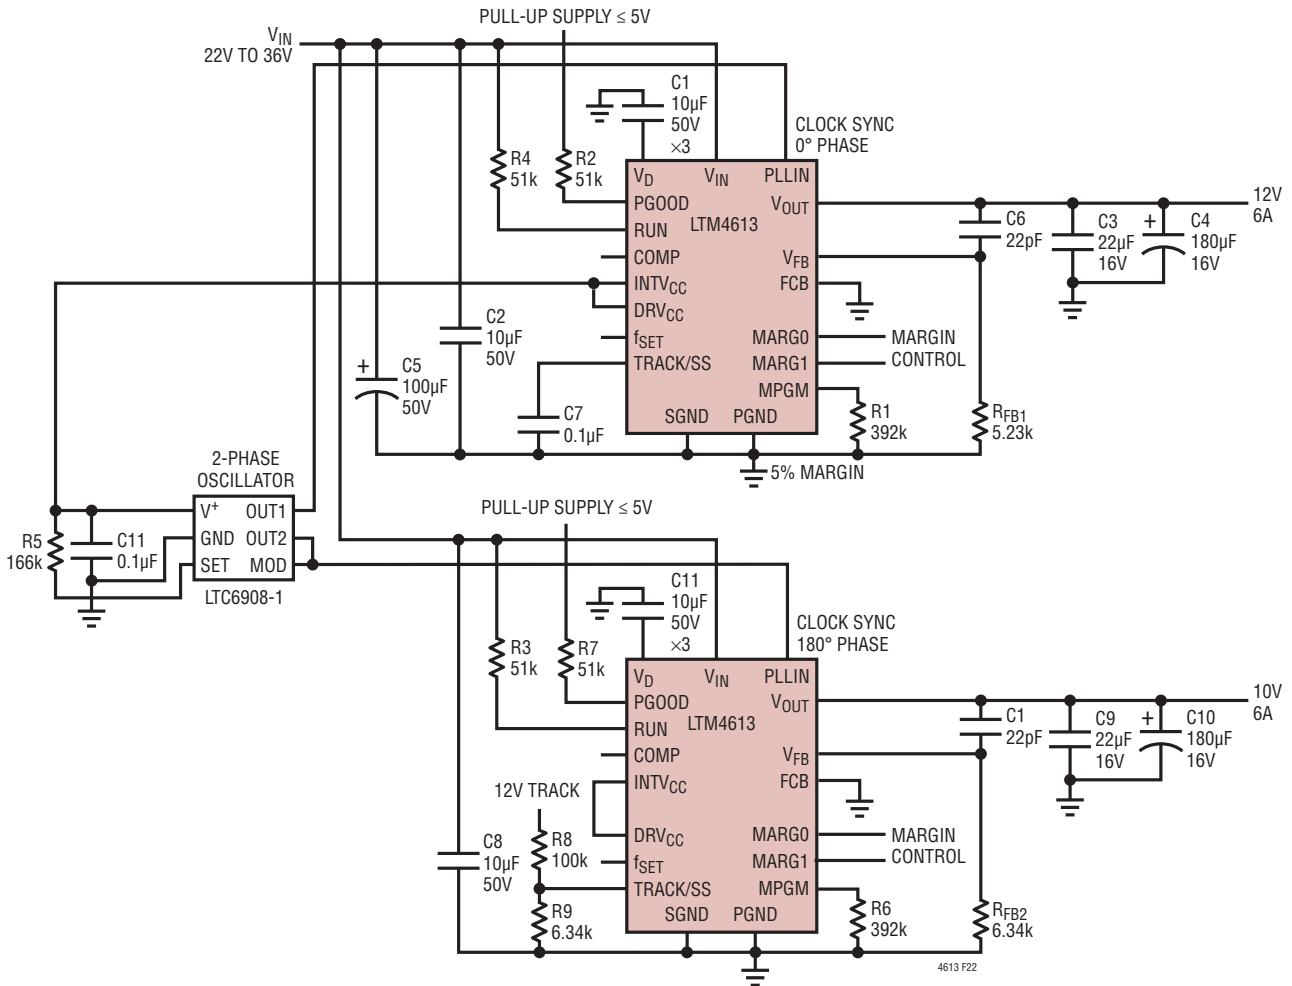 PULL-UP SUPPLY ≤ 5V
VIN
22V TO 36V
C1
10µF
50V
×3
CLOCK SYNC
0° PHASE
R4
51k
R2
51k
VD
VIN
PLLIN
PGOOD
VOUT
LTM4613
RUN
COMP
VFB
INTVCC
FCB
DRVCC
fSET
MARG0
TRACK/SS
MARG1
MPGM
SGND
PGND
12V
6A
C6
22pF
C3
22µF
16V
+
C4
180µF
16V
MARGIN
CONTROL
C2
10µF
50V
+
C5
100µF
50V
C7
0.1µF
R1
392k
RFB1
5.23k
5% MARGIN
2-PHASE
OSCILLATOR
V+
OUT1
GND
OUT2
SET
MOD
LTC6908-1
R5
166k
C11
0.1µF
PULL-UP SUPPLY ≤ 5V
C11
10µF
50V
×3
CLOCK SYNC
180° PHASE
R3
51k
R7
51k
VD
VIN
PLLIN
PGOOD
VOUT
LTM4613
RUN
COMP
VFB
INTVCC
FCB
DRVCC
MARG0
fSET
MARG1
TRACK/SS
MPGM
SGND
PGND
10V
6A
C1
22pF
C9
22µF
16V
+
C10
180µF
16V
MARGIN
CONTROL
12V TRACK
C8
10µF
50V
R8
100k
R9
6.34k
R6
392k
RFB2
6.34k
4613 F22